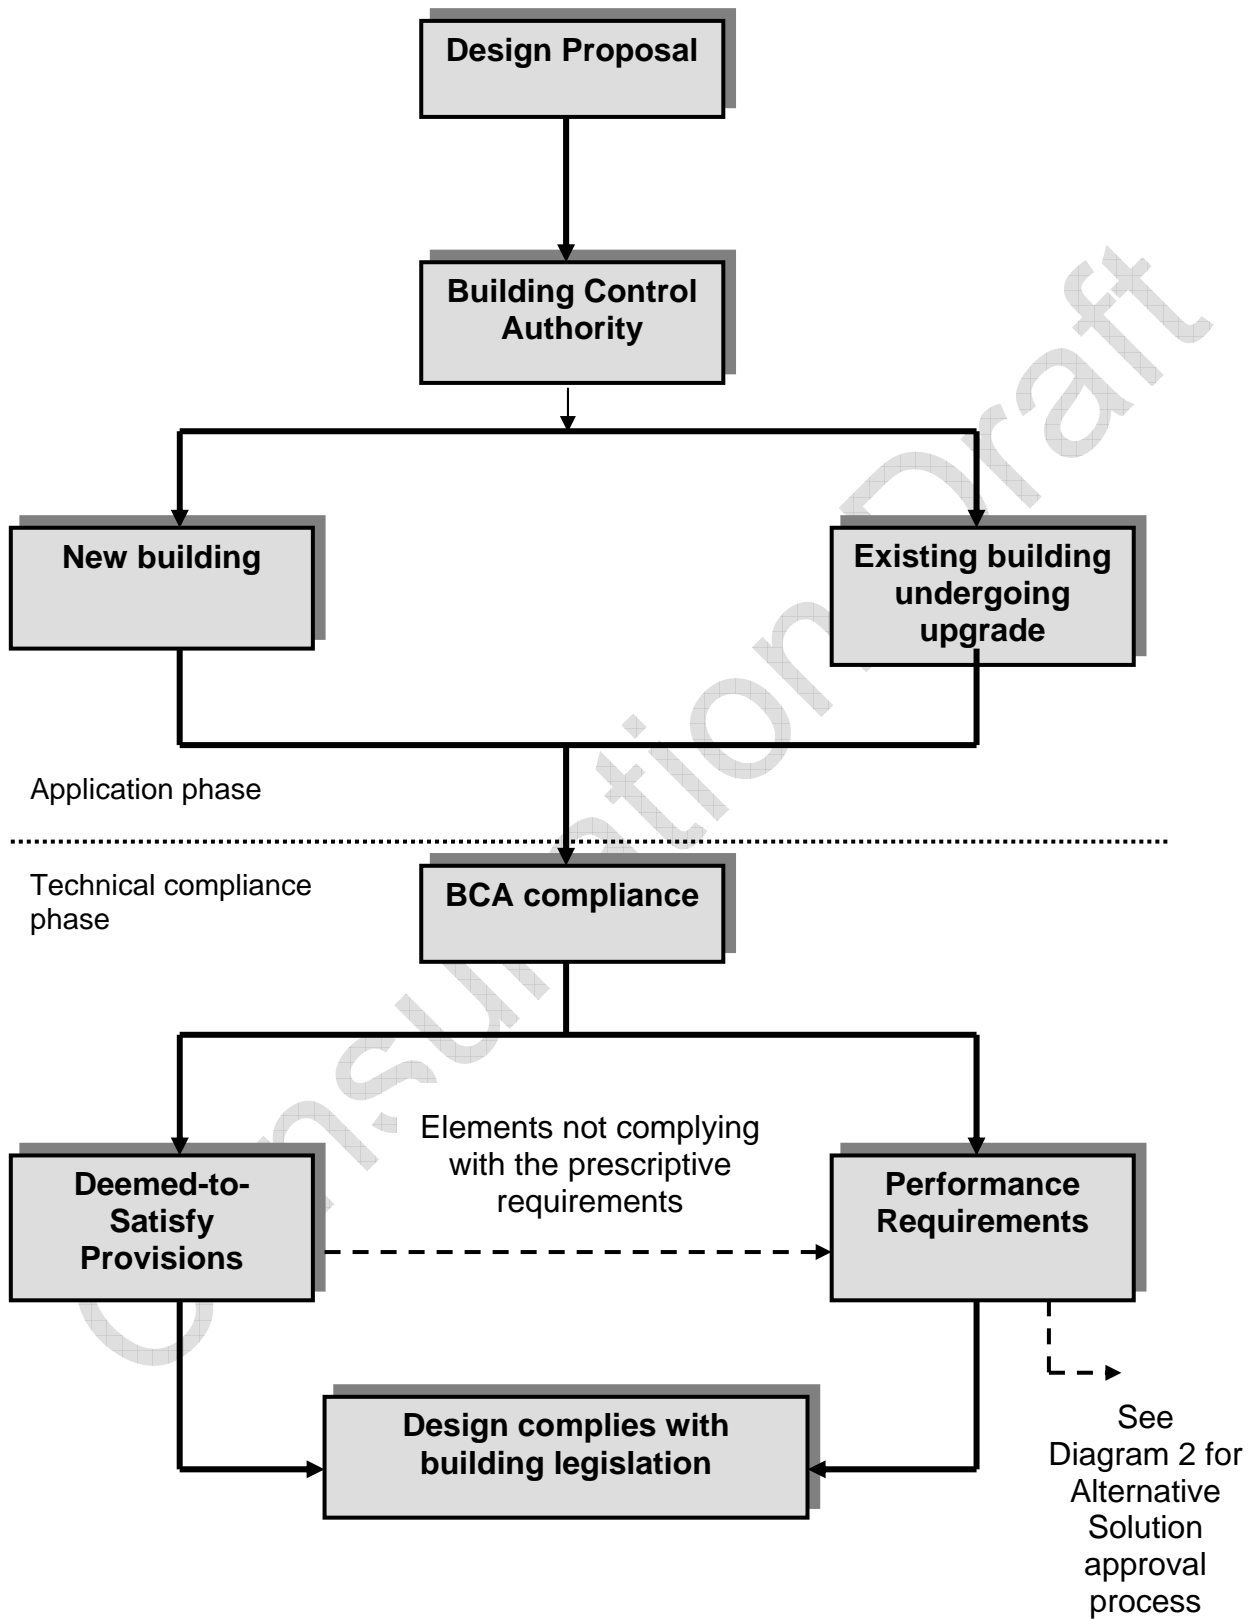 Design Proposal
Building Control
Authority
New building
Existing building
undergoing
upgrade
Application phase
Technical compliance
phase
BCA compliance
Elements not complying
with the prescriptive
requirements
Deemed-to-
Satisfy
Provisions
Performance
Requirements
Design complies with
building legislation
See
Diagram 2 for
Alternative
Solution
approval
process
Consultation Draft